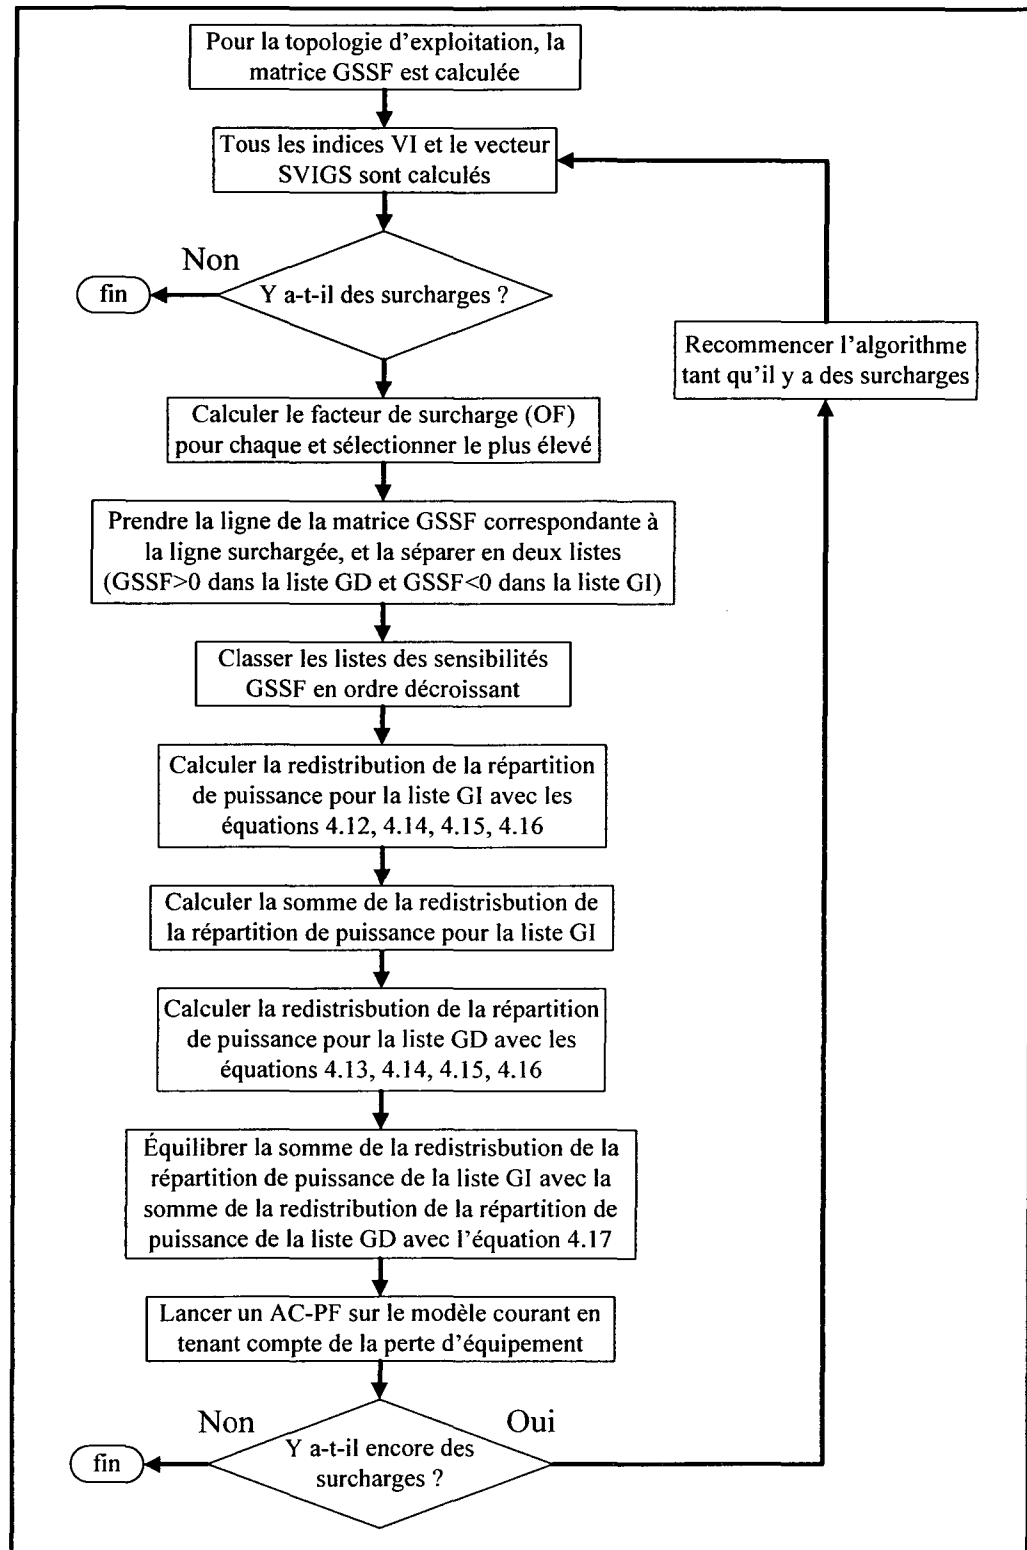 Pour la topologie d'exploitation, la
matrice GSSF est calculée
Tous les indices VI et le vecteur
SVIGS sont calculés
Non
fin
Y a-t-il des surcharges ?
Recommencer l'algorithme
tant qu'il y a des surcharges
Calculer le facteur de surcharge (OF)
pour chaque et sélectionner le plus élevé
Prendre la ligne de la matrice GSSF correspondante à
la ligne surchargée, et la séparer en deux listes
(GSSF>0 dans la liste GD et GSSF<0 dans la liste GI)
Classer les listes des sensibilités
GSSF en ordre décroissant
Calculer la redistribution de la répartition
de puissance pour la liste GI avec les
équations 4.12, 4.14, 4.15, 4.16
Calculer la somme de la redistrisbution de
la répartition de puissance pour la liste GI
Calculer la redistrisbution de la répartition
de puissance pour la liste GD avec les
équations 4.13, 4.14, 4.15, 4.16
Équilibrer la somme de la redistrisbution de la
répartition de puissance de la liste GI avec la
somme de la redistribution de la répartition de
puissance de la liste GD avec l'équation 4.17
Lancer un AC-PF sur le modèle courant en
tenant compte de la perte d'équipement
Non
Oui
fin
Y a-t-il encore des
surcharges ?